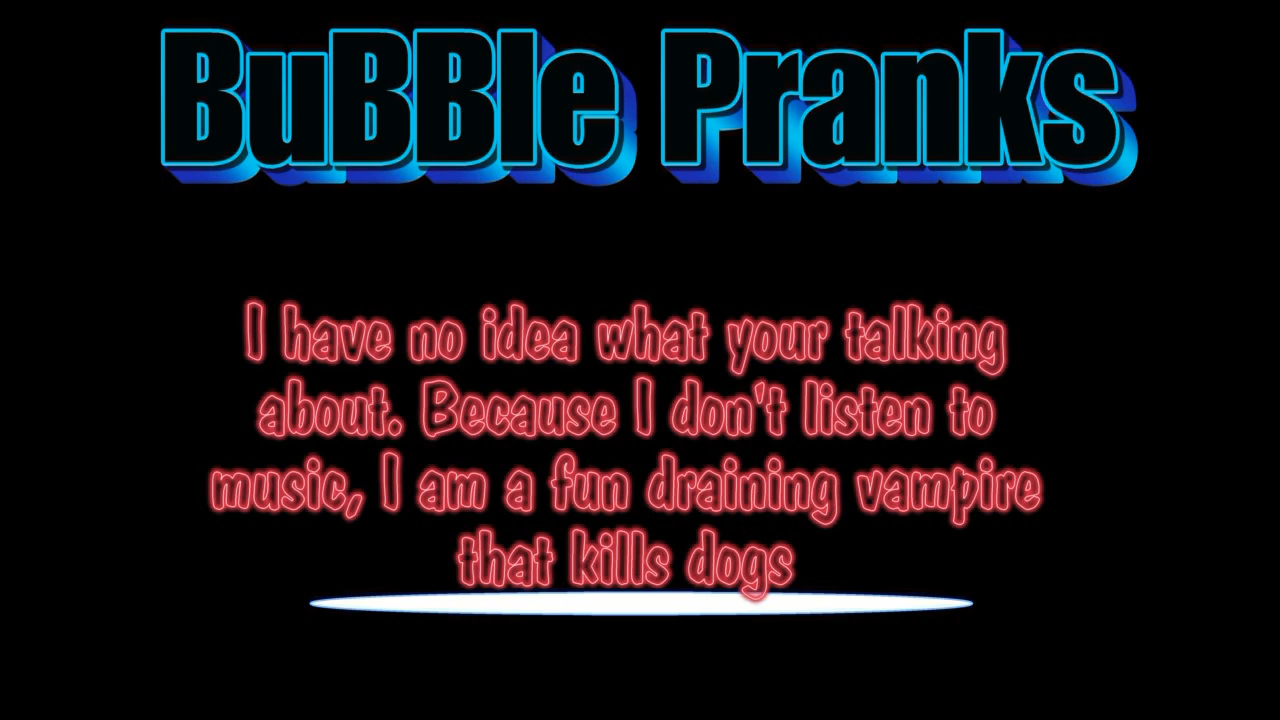 BuBBle Pranks
I have no idea what your talking
about. Because I don't listen to
music, I am a fun draining vampire
that kills dogs